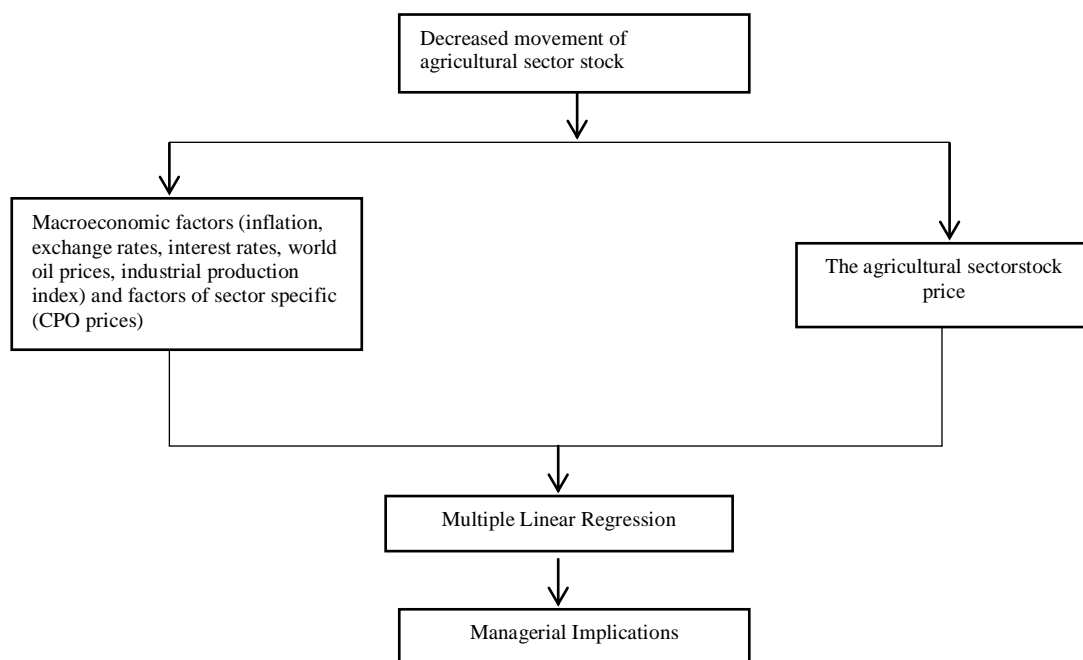 Decreased movement of
agricultural sector stock
Macroeconomic factors (inflation,
exchange rates, interest rates, world
oil prices, industrial production
index) and factors of sector specific
(CPO prices)
The agricultural sectorstock
price
Multiple Linear Regression
Managerial Implications